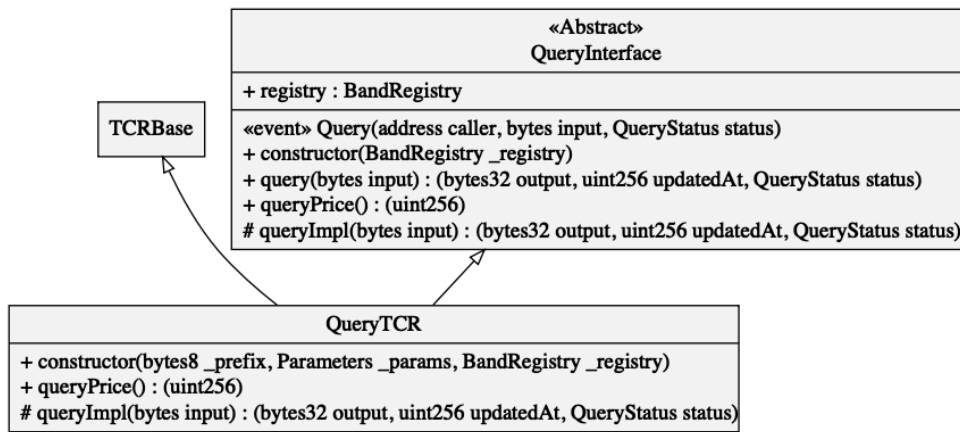 «Abstract»
QueryInterface
+ registry : BandRegistry
«event» Query(address caller, bytes input, QueryStatus status)
+ constructor(BandRegistry _registry)
+ query(bytes input) : (bytes32 output, uint256 updatedAt, QueryStatus status)
+ queryPrice() : (uint256)
# queryImpl(bytes input) : (bytes32 output, uint256 updatedAt, QueryStatus status)
TCRBase
QueryTCR
+ constructor(bytes8 _prefix, Parameters _params, BandRegistry _registry)
+ queryPrice() : (uint256)
# queryImpl(bytes input) : (bytes32 output, uint256 updatedAt, QueryStatus status)